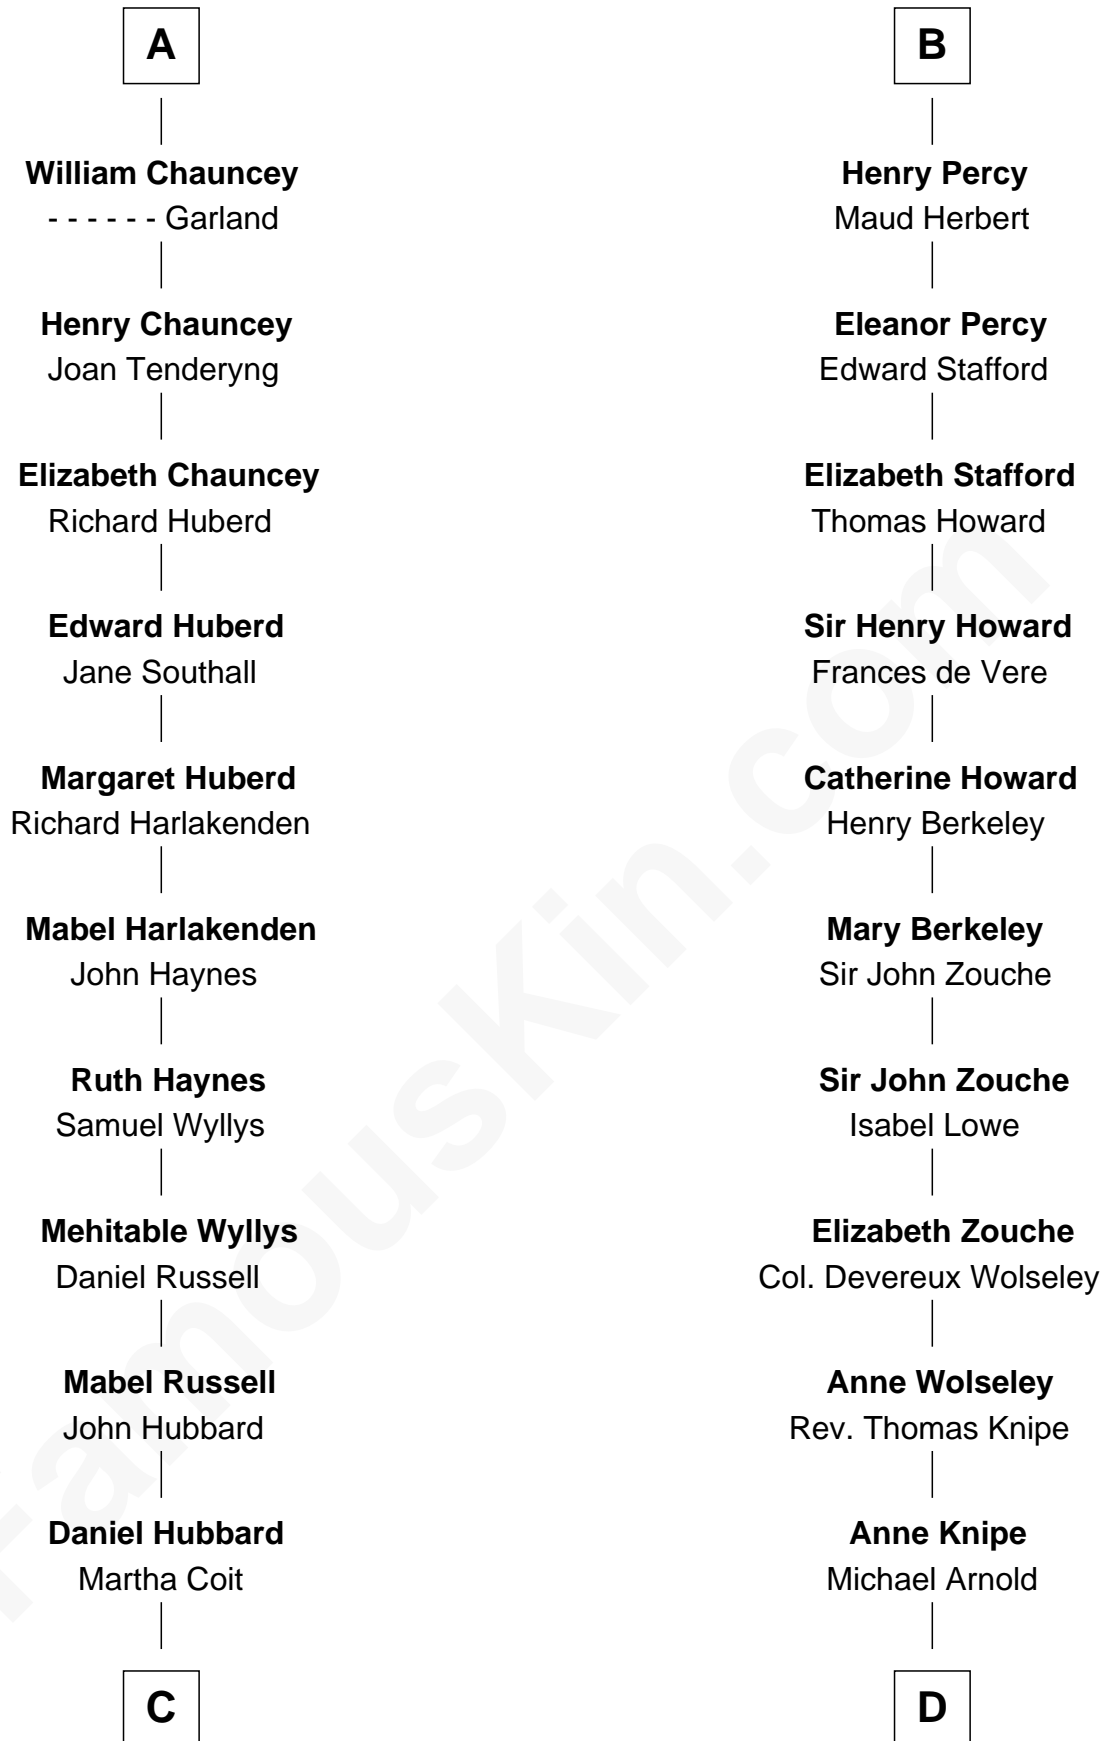 A
William Chauncey
- - - - - - Garland
Henry Chauncey
Joan Tenderyng
Elizabeth Chauncey
Richard Huberd
Edward Huberd
Jane Southall
Margaret Huberd
Richard Harlakenden
Mabel Harlakenden
John Haynes
Ruth Haynes
Samuel Wyllys
Mehitable Wyllys
Daniel Russell
Mabel Russell
John Hubbard
Daniel Hubbard
Martha Coit
C
B
Henry Percy
Maud Herbert
Eleanor Percy
Edward Stafford
Elizabeth Stafford
Thomas Howard
Sir Henry Howard
Frances de Vere
Catherine Howard
Henry Berkeley
Mary Berkeley
Sir John Zouche
Sir John Zouche
Isabel Lowe
Elizabeth Zouche
Col. Devereux Wolseley
Anne Wolseley
Rev. Thomas Knipe
Anne Knipe
Michael Arnold
D
FamousKin.com